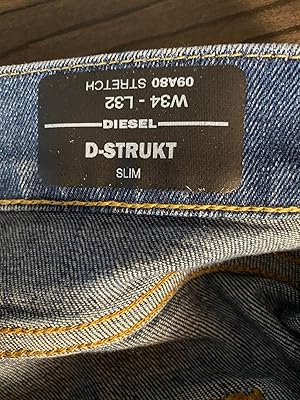 W34 - L32
09A80 STRETCH
DIESEL
D-STRUKT
SLIM